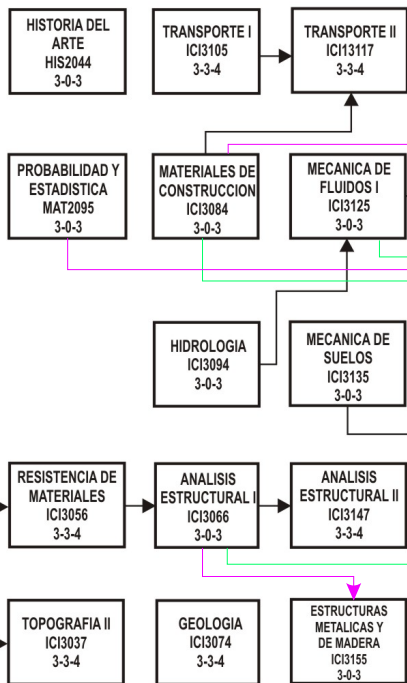 HISTORIA DEL
ARTE
HIS2044
3-0-3
TRANSPORTE I
ICI3105
3-3-4
TRANSPORTE II
ICI13117
3-3-4
PROBABILIDAD Y
ESTADISTICA
MAT2095
3-0-3
MATERIALES DE
CONSTRUCCION
ICI3084
3-0-3
MECANICA DE
FLUIDOS I
ICI3125
3-0-3
HIDROLOGIA
ICI3094
3-0-3
MECANICA DE
SUELOS
ICI3135
3-0-3
RESISTENCIA DE
MATERIALES
ICI3056
3-3-4
ANALISIS
ESTRUCTURAL I
ICI3066
3-0-3
ANALISIS
ESTRUCTURAL II
ICI3147
3-3-4
TOPOGRAFIA II
ICI3037
3-3-4
GEOLOGIA
ICI3074
3-3-4
ESTRUCTURAS
METALICAS Y
DE MADERA
ICI3155
3-0-3